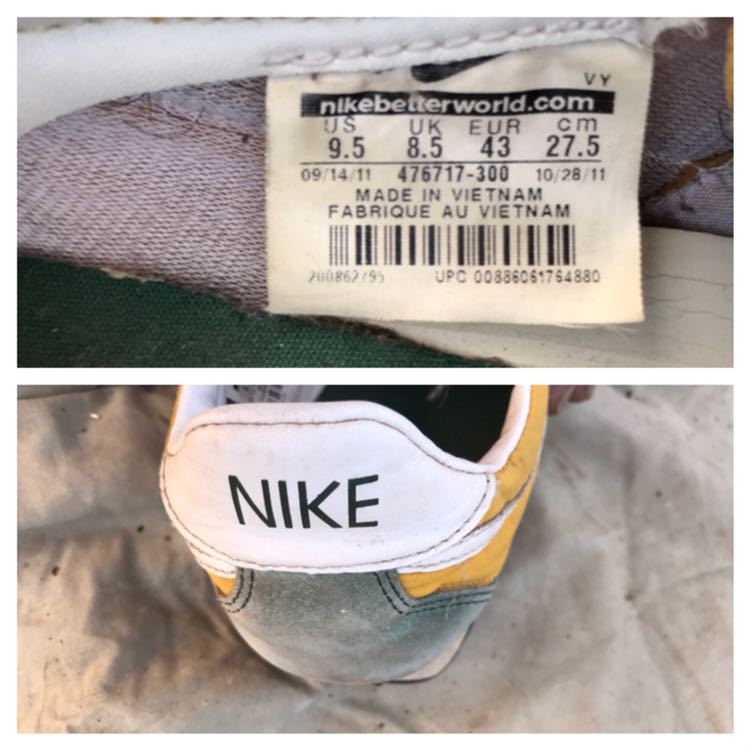 VY
nikebetterworld.com
US UK EUR cm
9.5 8.5 43 27.5
09/14/11 476717-300 10/28/11
MADE IN VIETNAM
FABRIQUE AU VIETNAM
UPC 00886061764880
NIKE